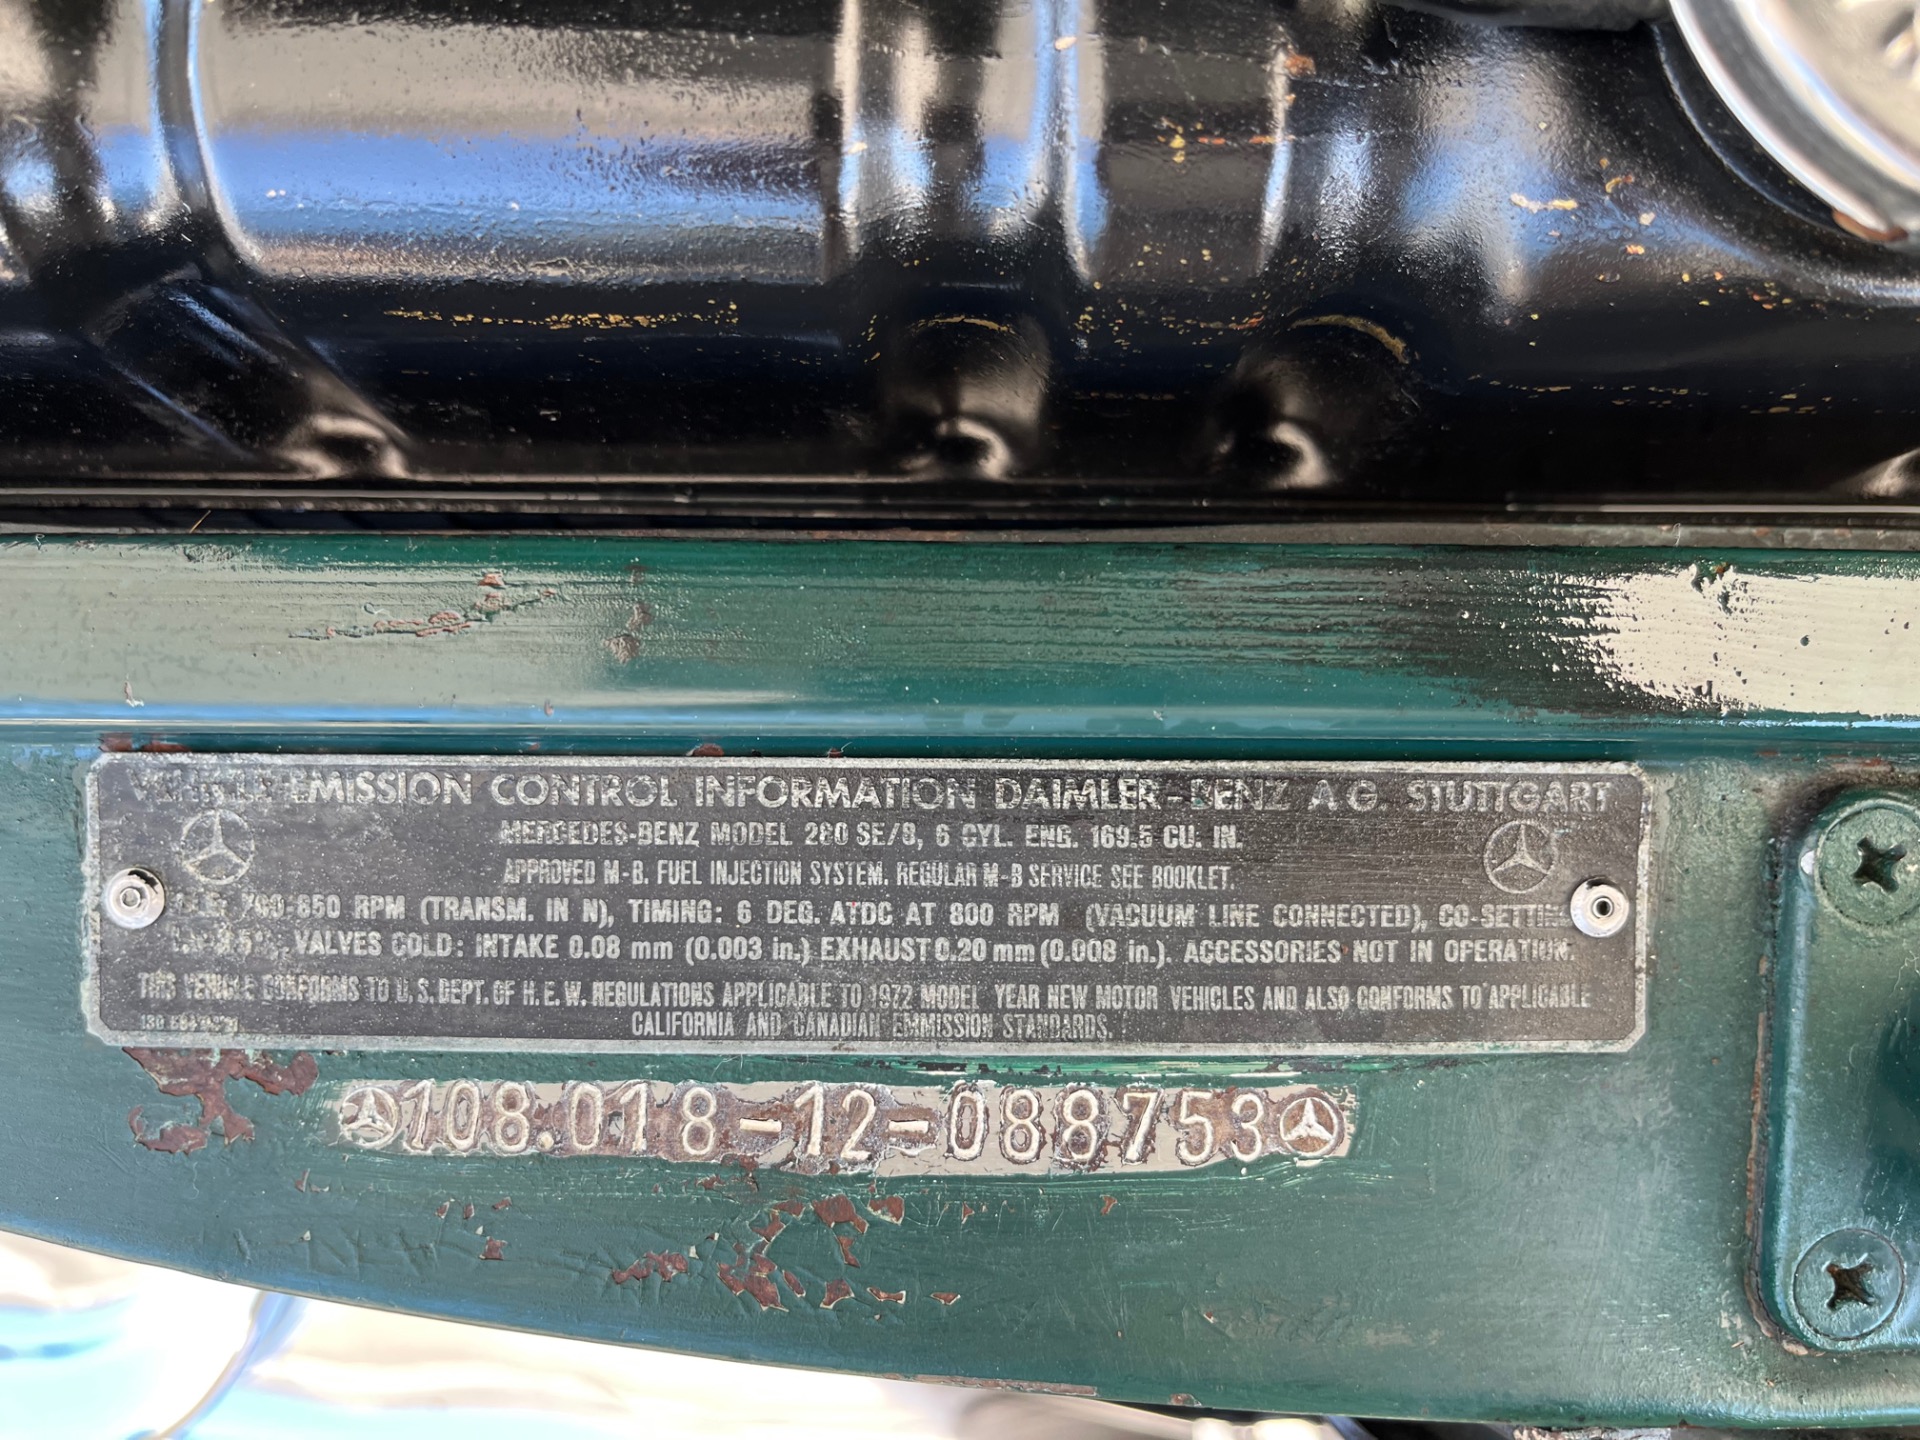 VEHICLE EMISSION CONTROL INFORMATION DAIMLER-BENZ A.G. STUTTGART
MERCEDES-BENZ MODEL 280 SE/8, 6 CYL. ENG. 169.5 CU. IN.
APPROVED M-B. FUEL INJECTION SYSTEM. REGULAR M-B SERVICE SEE BOOKLET.
RPM (TRANSM. IN N), TIMING: 6 DEG. ATDC AT 800 RPM (VACUUM LINE CONNECTED), CO-SETTING
VALVES COLD: INTAKE 0.08 mm (0.003 in.) EXHAUST 0.20 mm (0.008 in.). ACCESSORIES NOT IN OPERATION.
THIS VEHICLE CONFORMS TO U.S. DEPT. OF H.E.W. REGULATIONS APPLICABLE TO 1972 MODEL YEAR NEW MOTOR VEHICLES AND ALSO CONFORMS TO APPLICABLE
CALIFORNIA AND CANADIAN EMMISSION STANDARDS.
108.018-12-088753